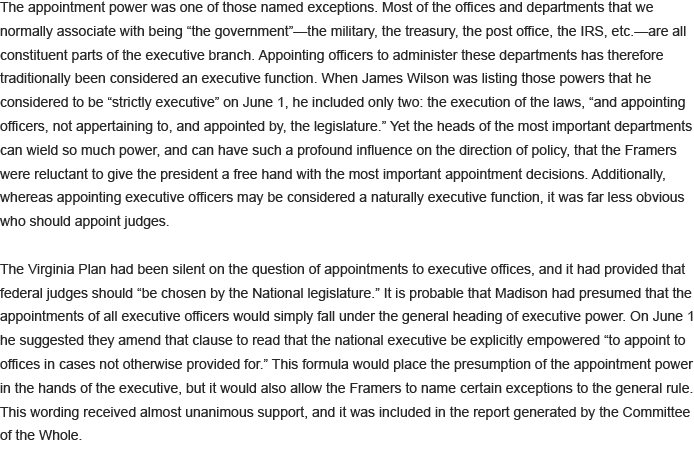 The appointment power was one of those named exceptions. Most of the offices and departments that we
normally associate with being “the government”—the military, the treasury, the post office, the IRS, etc.—are all
constituent parts of the executive branch. Appointing officers to administer these departments has therefore
traditionally been considered an executive function. When James Wilson was listing those powers that he
considered to be “strictly executive” on June 1, he included only two: the execution of the laws, “and appointing
officers, not appertaining to, and appointed by, the legislature.” Yet the heads of the most important departments
can wield so much power, and can have such a profound influence on the direction of policy, that the Framers
were reluctant to give the president a free hand with the most important appointment decisions. Additionally,
whereas appointing executive officers may be considered a naturally executive function, it was far less obvious
who should appoint judges.

The Virginia Plan had been silent on the question of appointments to executive offices, and it had provided that
federal judges should “be chosen by the National legislature.” It is probable that Madison had presumed that the
appointments of all executive officers would simply fall under the general heading of executive power. On June 1
he suggested they amend that clause to read that the national executive be explicitly empowered “to appoint to
offices in cases not otherwise provided for.” This formula would place the presumption of the appointment power
in the hands of the executive, but it would also allow the Framers to name certain exceptions to the general rule.
This wording received almost unanimous support, and it was included in the report generated by the Committee
of the Whole.